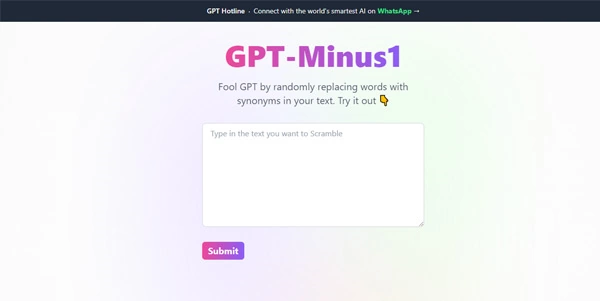 GPT Hotline · Connect with the world's smartest AI on WhatsApp →
GPT-Minus1
Fool GPT by randomly replacing words with
synonyms in your text. Try it out 👇
Type in the text you want to Scramble
Submit